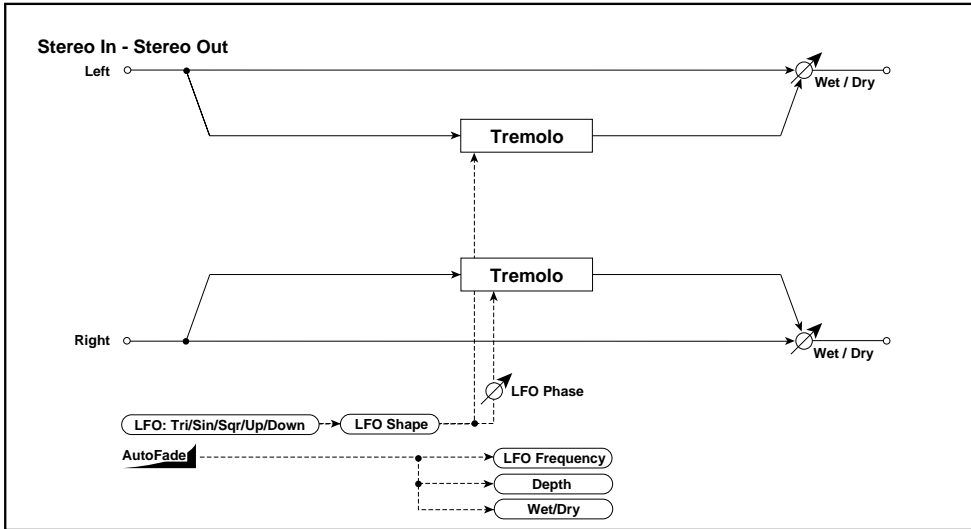 Stereo In - Stereo Out
Left
Wet / Dry
Tremolo
Tremolo
Right
Wet / Dry
LFO Phase
LFO: Tri/Sin/Sqr/Up/Down
LFO Shape
AutoFade
LFO Frequency
Depth
Wet/Dry